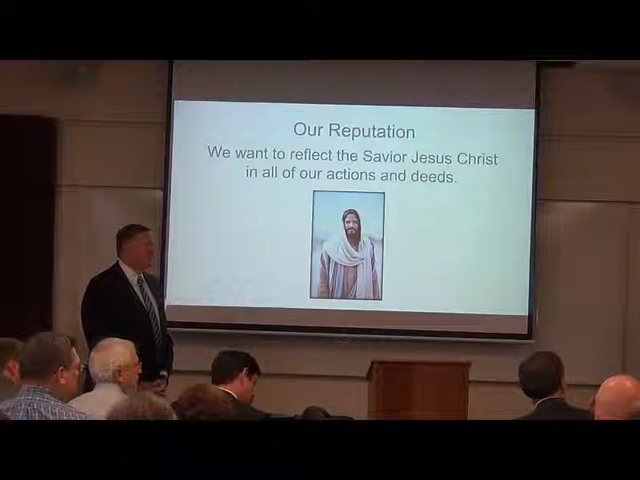 Our Reputation
We want to reflect the Savior Jesus Christ
in all of our actions and deeds.